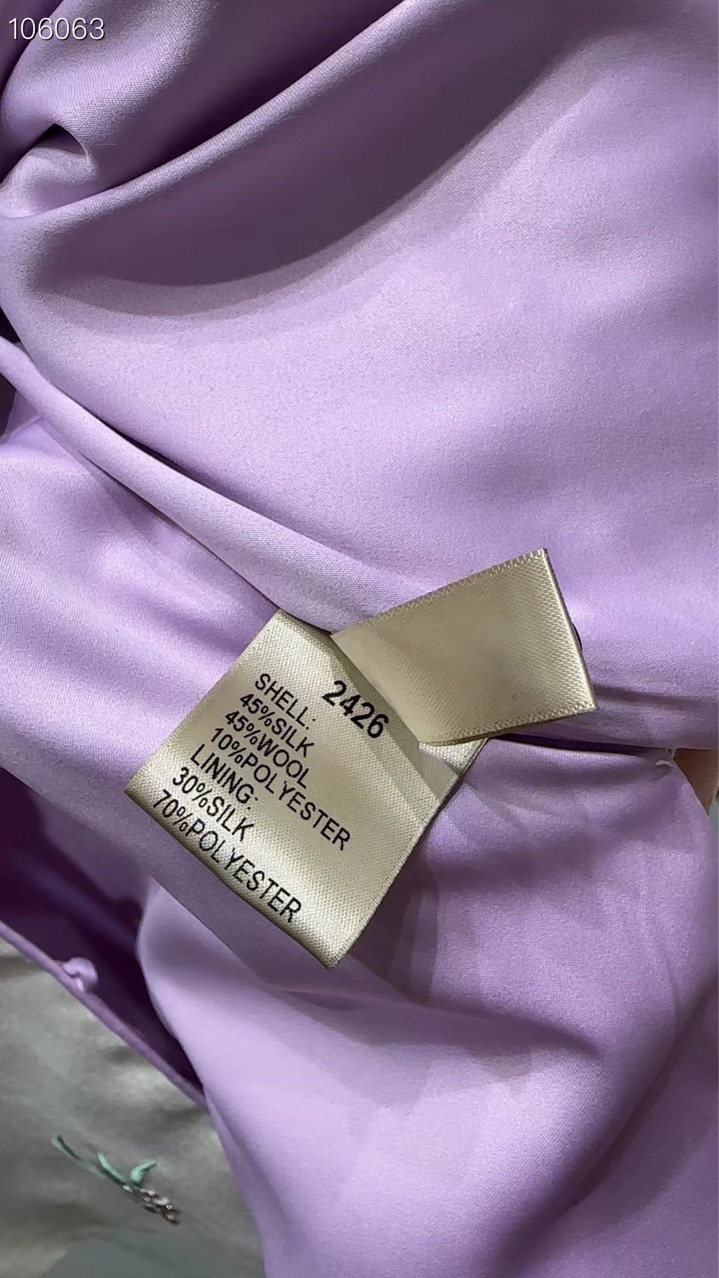 106063
2426
SHELL:
45%SILK
45%WOOL
10%POLYESTER
LINING:
30%SILK
70%POLYESTER